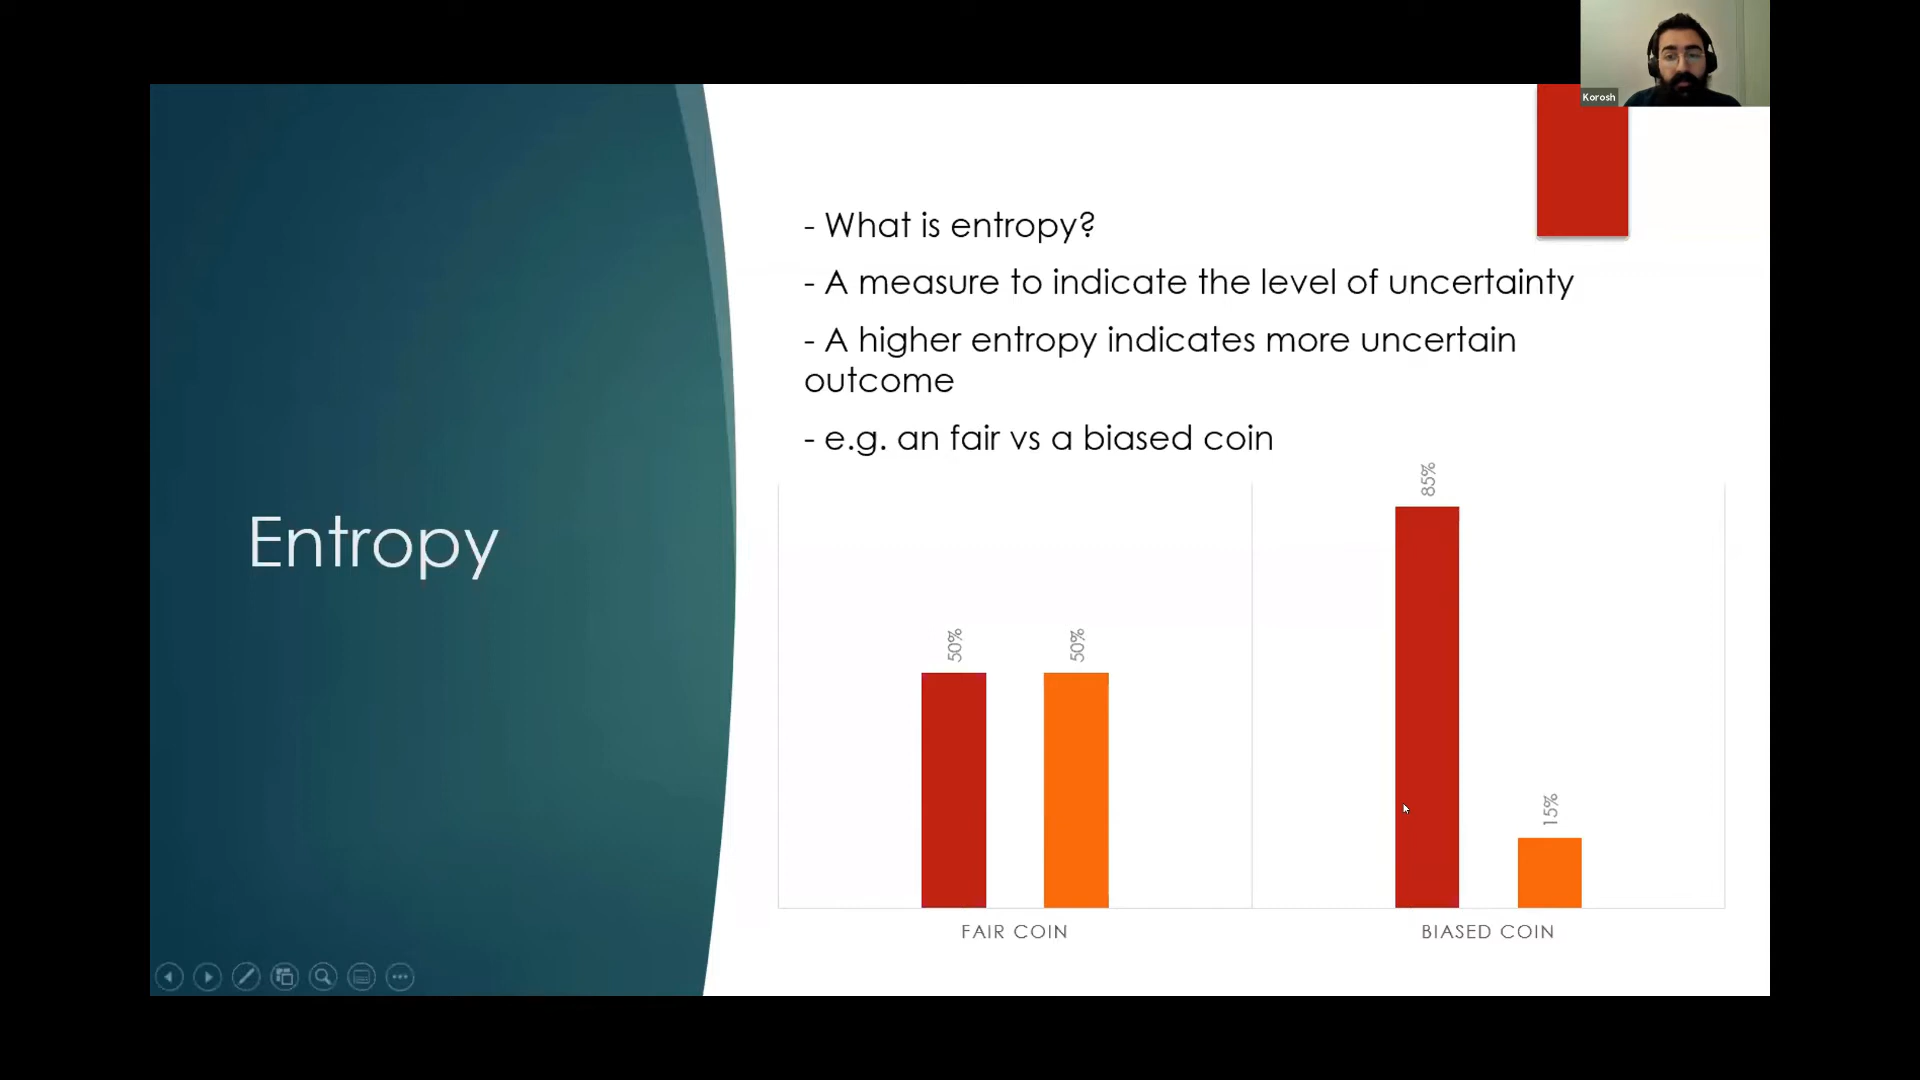 Korosh
- What is entropy?
- A measure to indicate the level of uncertainty
- A higher entropy indicates more uncertain
outcome
- e.g. an fair vs a biased coin
Entropy
50%
50%
85%
15%
FAIR COIN
BIASED COIN